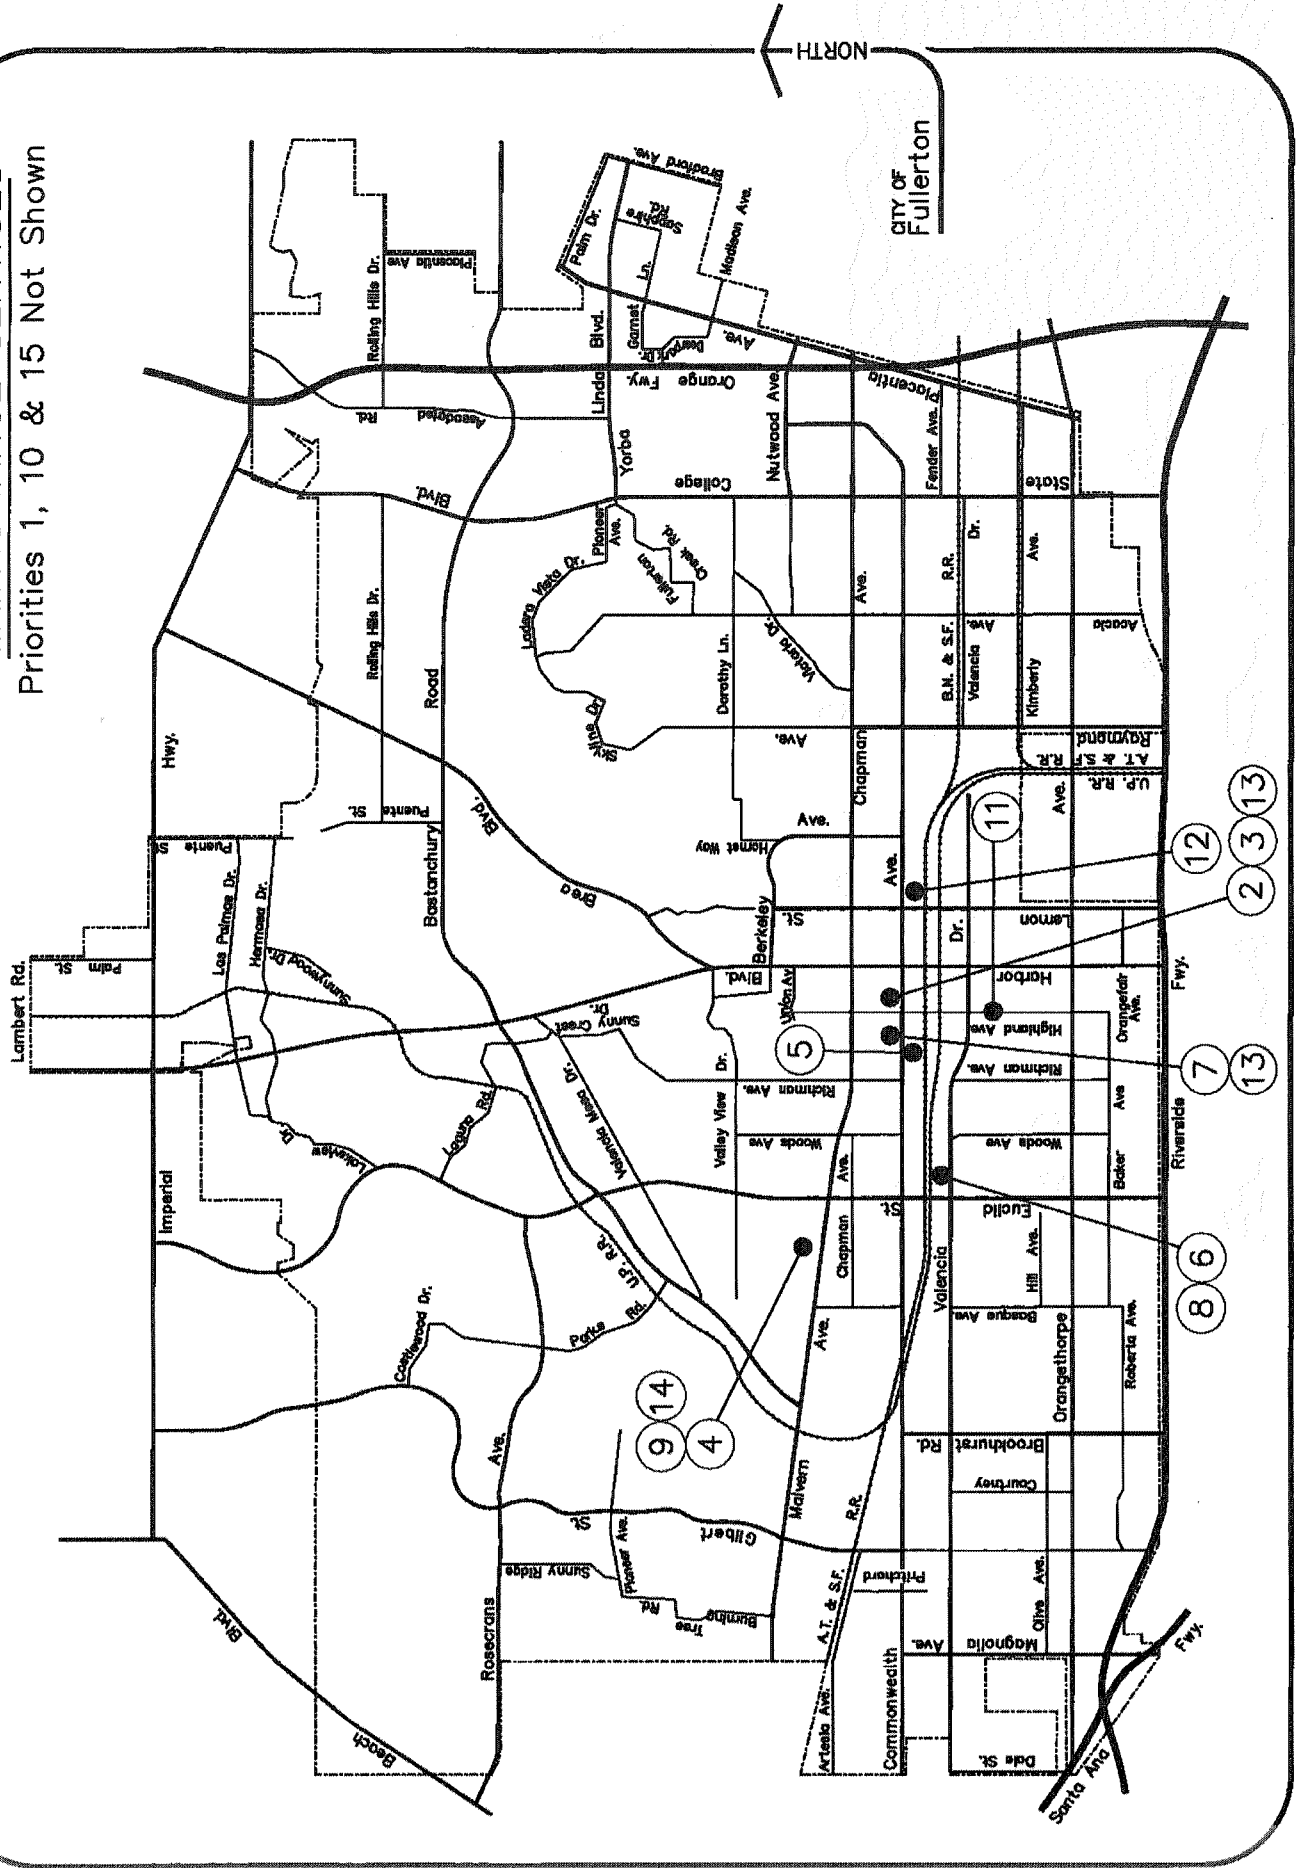 Priorities 1, 10 & 15 Not Shown
NORTH
CITY OF
Fullerton
Lambert Rd.
Palm St
Imperial
Hwy.
Puente St
Las Palmas Dr.
Hermosa Dr.
Sunnywood Dr.
Lakeview Dr
Laguna Rd.
Puente St.
Rolling Hills Dr.
Rolling Hills Dr.
Placentia Ave
Associated Rd.
Bastanchury
Road
Brea
Blvd.
Blvd.
Ladera Vista Dr.
Skyline Dr
Pioneer
Ave.
Fullerton
Creek Rd.
Yorba
Linda
Blvd.
Palm Dr.
Bradford Ave.
Sapphire
Rd.
Garnet
Ln.
Dr.
Madison Ave.
Ave.
Orange Fwy.
Nutwood Ave.
Placentia
Fender Ave.
College
State
Dorothy Ln.
Victoria Dr.
Ave.
Chapman
Ave.
Acacia
Ave.
Raymond
Kimberly
Ave.
B.N. & S.F.
R.R.
Valencia
Dr.
A.T. & S.F R.R.
U.P. R.R.
Hornet Way
Ave.
Berkeley
Lemon
St.
Harbor
Blvd.
Union Av
Highland Ave
Richman Ave.
Richman Ave
Woods Ave
Woods Ave
Valley View
Dr.
Valencia Mesa Dr.
Sunny Crest
Dr.
Euclid
St.
U.P. R.R.
Parks
Rd.
Castlewood Dr.
Rosecrans
Ave.
Beach
Blvd.
Sunny Ridge
Pioneer Ave.
Gilbert
St
Burning
Tree
Rd.
Malvern
Ave.
Chapman
Ave.
A.T. & S.F.
R.R.
Artesia Ave.
Commonwealth
Ave.
Pritchard
Magnolia
Ave
Dale St.
Olive
Ave.
Courtney
Brookhurst
Rd.
Basque Ave.
Hill
Ave.
Valencia
Dr.
Orangethorpe
Ave.
Roberta Ave.
Baker
Ave
Orangefair
Ave.
Riverside
Fwy.
Santa Ana
Fwy.
9 14
4
5
11
12
2 3 13
7
13
8 6